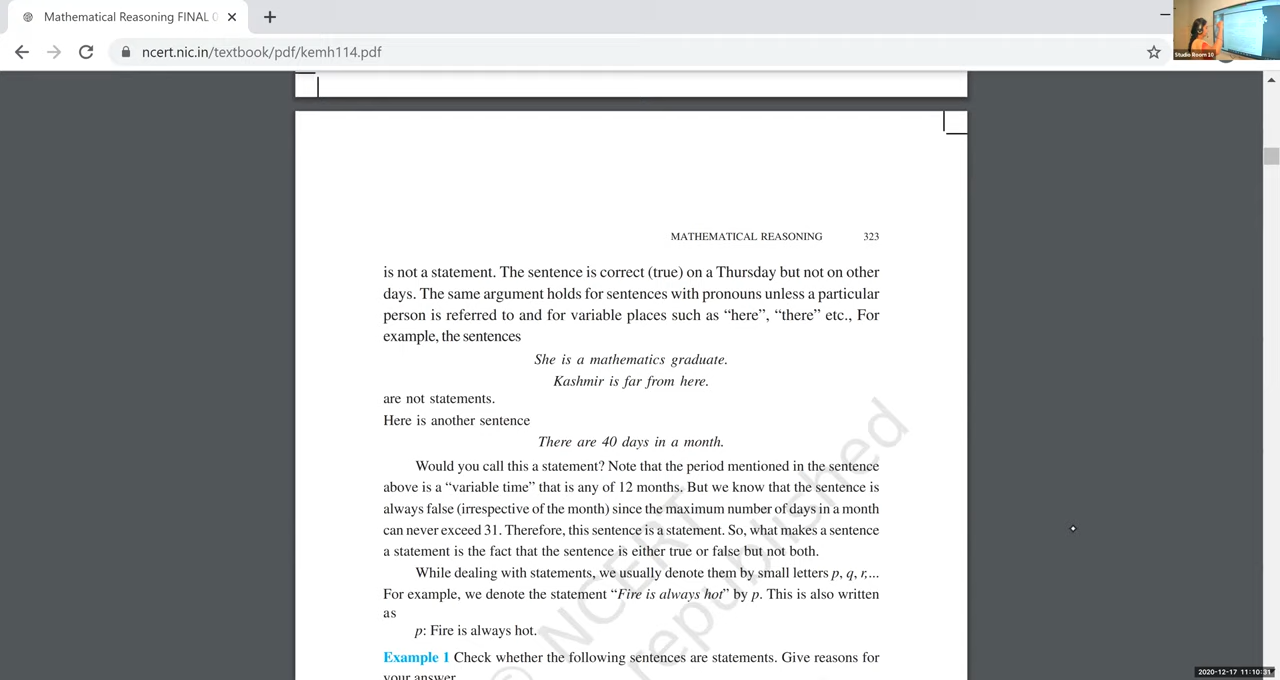 Mathematical Reasoning FINAL 0
ncert.nic.in/textbook/pdf/kemh114.pdf
Studio Room 10
MATHEMATICAL REASONING 323
is not a statement. The sentence is correct (true) on a Thursday but not on other
days. The same argument holds for sentences with pronouns unless a particular
person is referred to and for variable places such as “here”, “there” etc., For
example, the sentences
She is a mathematics graduate.
Kashmir is far from here.
are not statements.
Here is another sentence
There are 40 days in a month.
Would you call this a statement? Note that the period mentioned in the sentence
above is a “variable time” that is any of 12 months. But we know that the sentence is
always false (irrespective of the month) since the maximum number of days in a month
can never exceed 31. Therefore, this sentence is a statement. So, what makes a sentence
a statement is the fact that the sentence is either true or false but not both.
While dealing with statements, we usually denote them by small letters p, q, r,...
For example, we denote the statement “Fire is always hot” by p. This is also written
as
p: Fire is always hot.
Example 1 Check whether the following sentences are statements. Give reasons for
your answer.
© NCERT
republished
2020-12-17 11:10:31